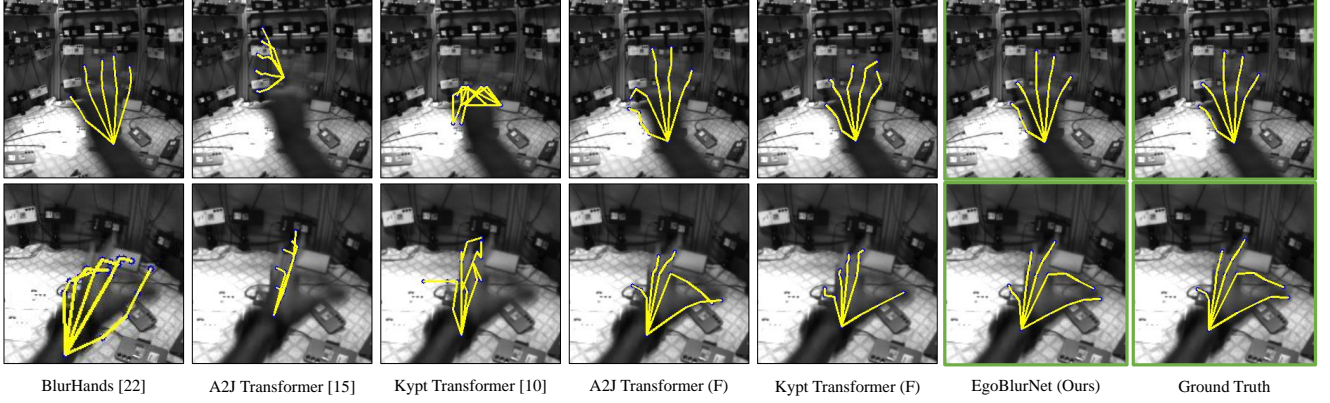 BlurHands [22]
A2J Transformer [15]
Kypt Transformer [10]
A2J Transformer (F)
Kypt Transformer (F)
EgoBlurNet (Ours)
Ground Truth